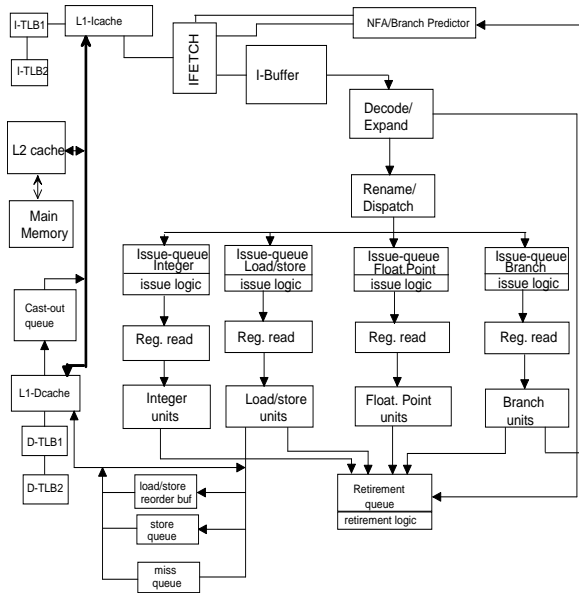 I-TLB1
L1-Icache
NFA/Branch Predictor
I-TLB2
IFETCH
I-Buffer
Decode/
Expand
L2 cache
Main
Memory
Rename/
Dispatch
Issue-queue
Integer
issue logic
Issue-queue
Load/store
issue logic
Issue-queue
Float.Point
issue logic
Issue-queue
Branch
issue logic
Cast-out
queue
Reg. read
Reg. read
Reg. read
Reg. read
L1-Dcache
Integer
units
Load/store
units
Float. Point
units
Branch
units
D-TLB1
D-TLB2
load/store
reorder buf
store
queue
miss
queue
Retirement
queue
retirement logic